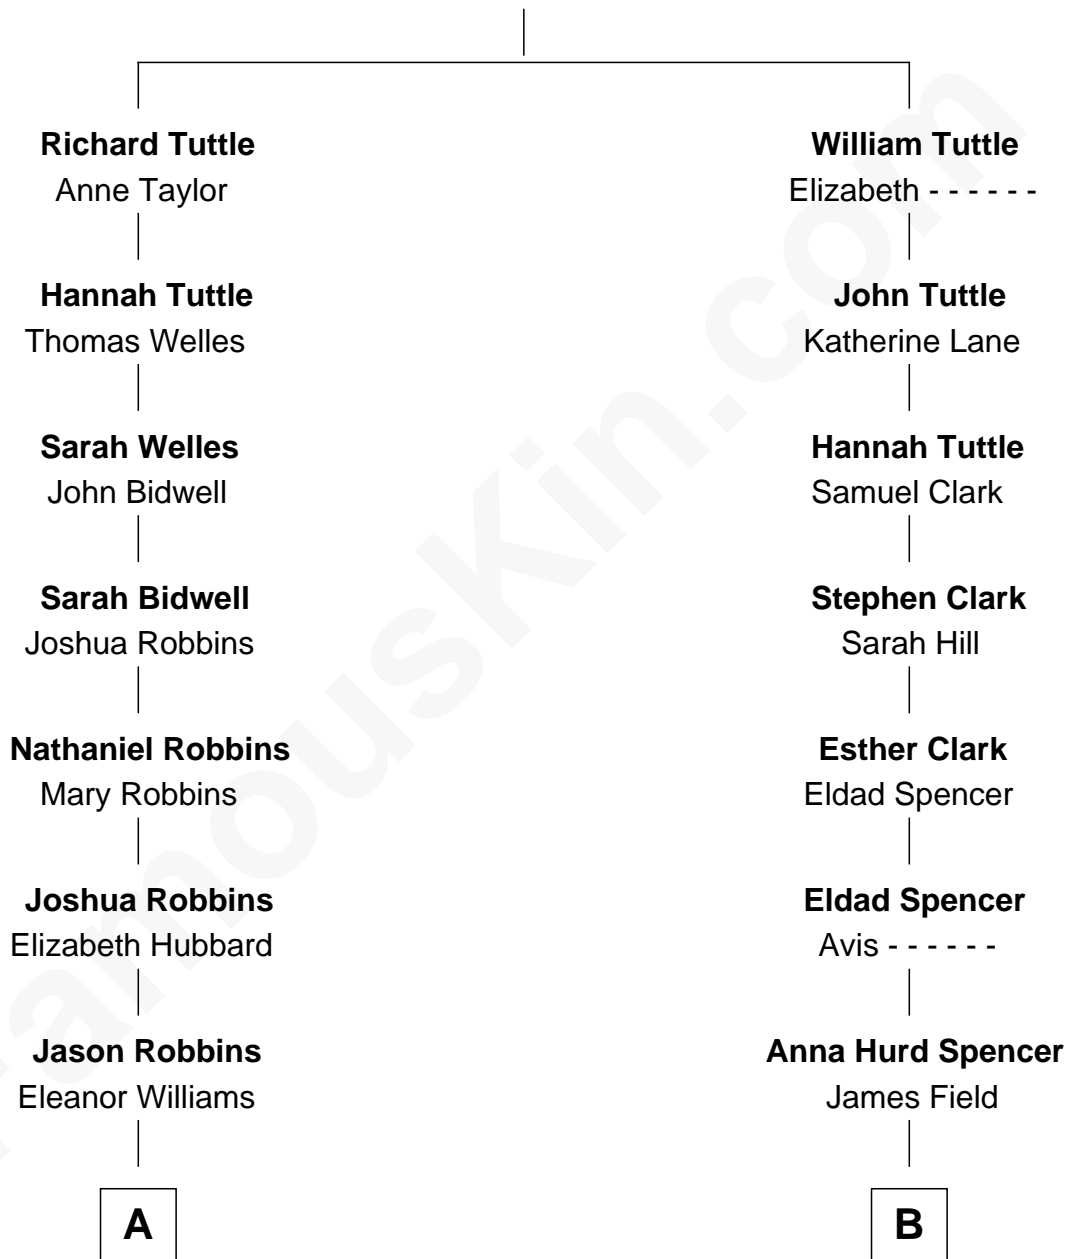 Richard Tuttle
Anne Taylor
Hannah Tuttle
Thomas Welles
Sarah Welles
John Bidwell
Sarah Bidwell
Joshua Robbins
Nathaniel Robbins
Mary Robbins
Joshua Robbins
Elizabeth Hubbard
Jason Robbins
Eleanor Williams
A
William Tuttle
Elizabeth - - - - - -
John Tuttle
Katherine Lane
Hannah Tuttle
Samuel Clark
Stephen Clark
Sarah Hill
Esther Clark
Eldad Spencer
Eldad Spencer
Avis - - - - - -
Anna Hurd Spencer
James Field
B
FamousKin.com